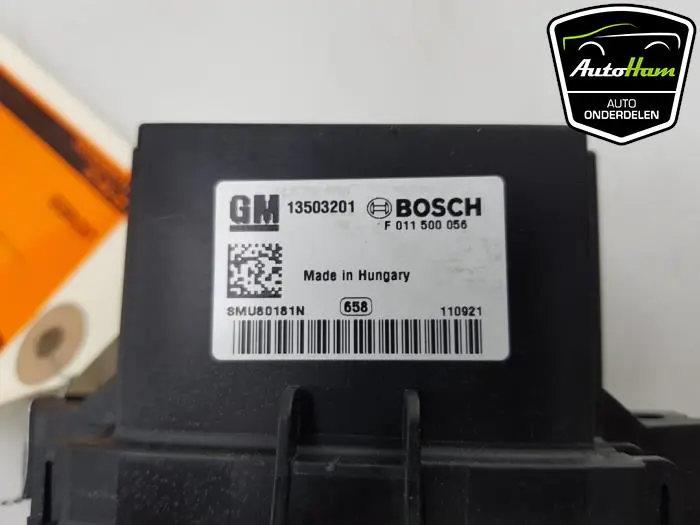 AutoHam
AUTO
ONDERDELEN
GM 13503201 BOSCH
F 011 500 056
Made in Hungary
SMU80181N 658 110921